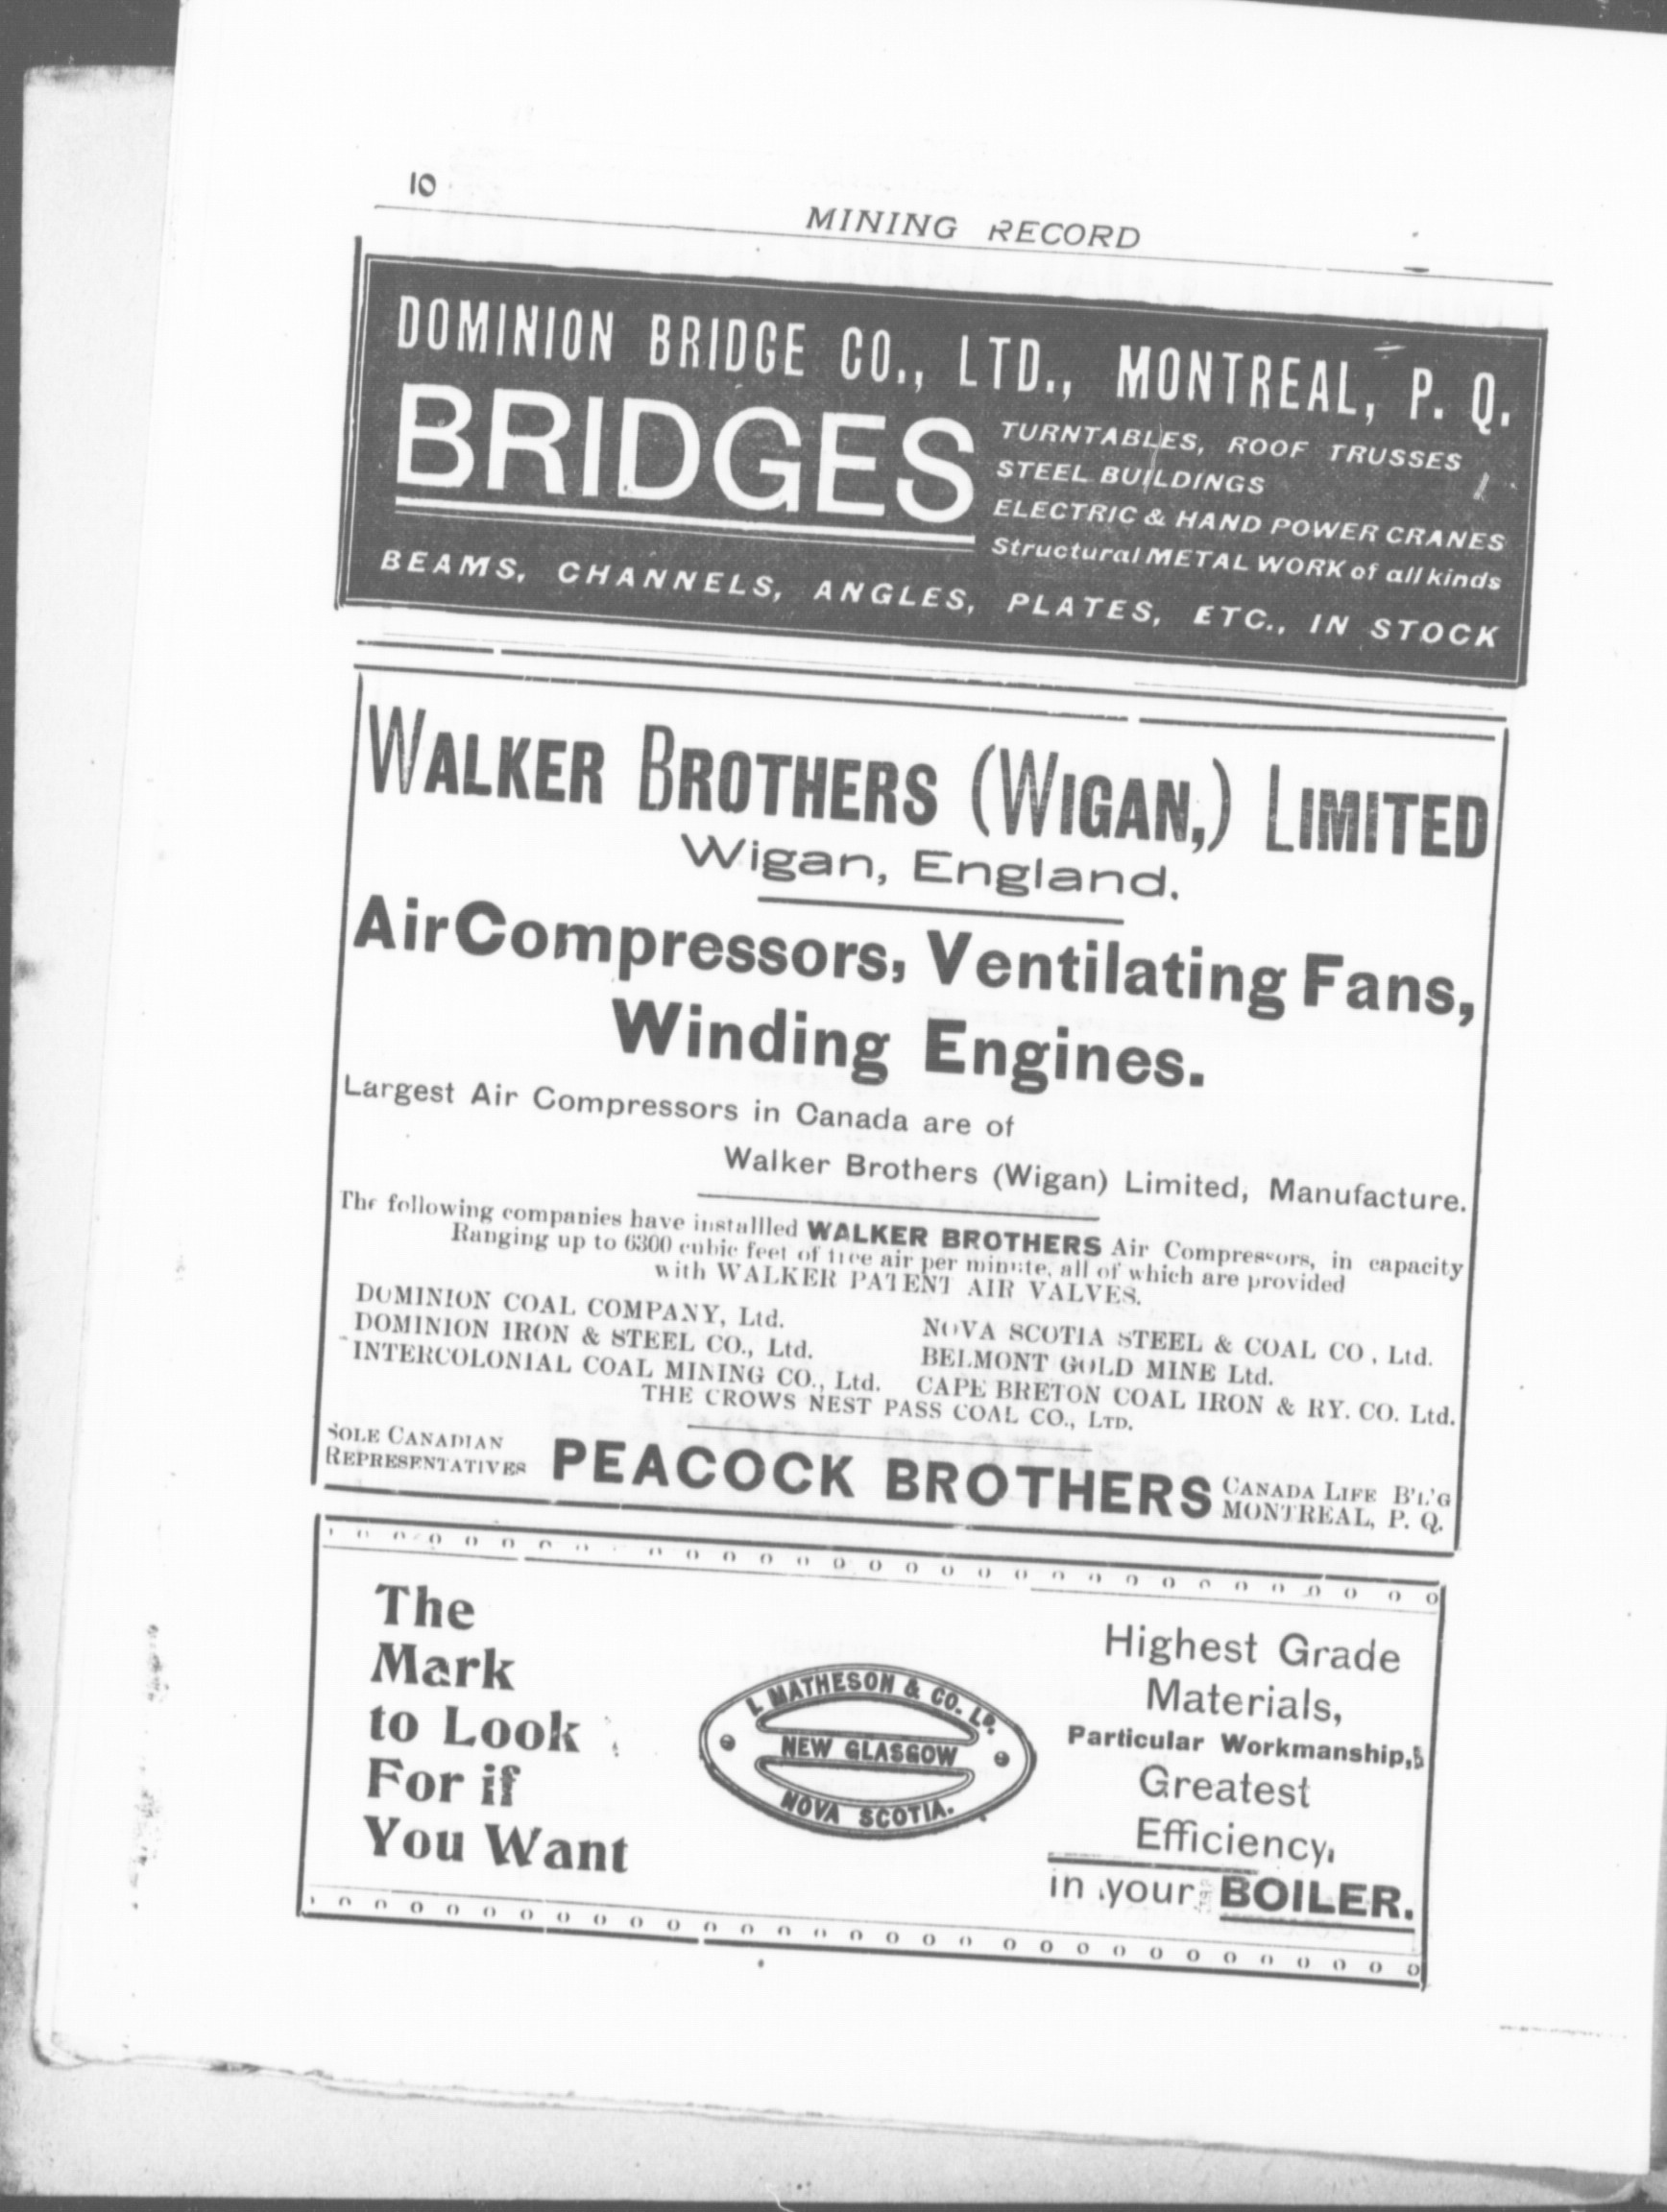 10
MINING RECORD
DOMINION BRIDGE CO., LTD., MONTREAL, P. Q.
BRIDGES
TURNTABLES, ROOF TRUSSES
STEEL BUILDINGS
ELECTRIC & HAND POWER CRANES
Structural METAL WORK of all kinds
BEAMS, CHANNELS, ANGLES, PLATES, ETC., IN STOCK
WALKER BROTHERS (WIGAN,) LIMITED
Wigan, England.
Air Compressors, Ventilating Fans,
Winding Engines.
Largest Air Compressors in Canada are of
Walker Brothers (Wigan) Limited, Manufacture.
The following companies have installled WALKER BROTHERS Air Compressors, in capacity
Ranging up to 6300 cubic feet of free air per minute, all of which are provided
with WALKER PATENT AIR VALVES.
DOMINION COAL COMPANY, Ltd.
DOMINION IRON & STEEL CO., Ltd.
INTERCOLONIAL COAL MINING CO., Ltd.
NOVA SCOTIA STEEL & COAL CO, Ltd.
BELMONT GOLD MINE Ltd.
CAPE BRETON COAL IRON & RY. CO. Ltd.
THE CROWS NEST PASS COAL CO., LTD.
SOLE CANADIAN
REPRESENTATIVES
PEACOCK BROTHERS
CANADA LIFE B'L'G
MONTREAL, P. Q.
The
Mark
to Look
For if
You Want
I. MATHESON & CO. LD.
NEW GLASGOW
NOVA SCOTIA.
Highest Grade
Materials,
Particular Workmanship,
Greatest
Efficiency,
in your BOILER.